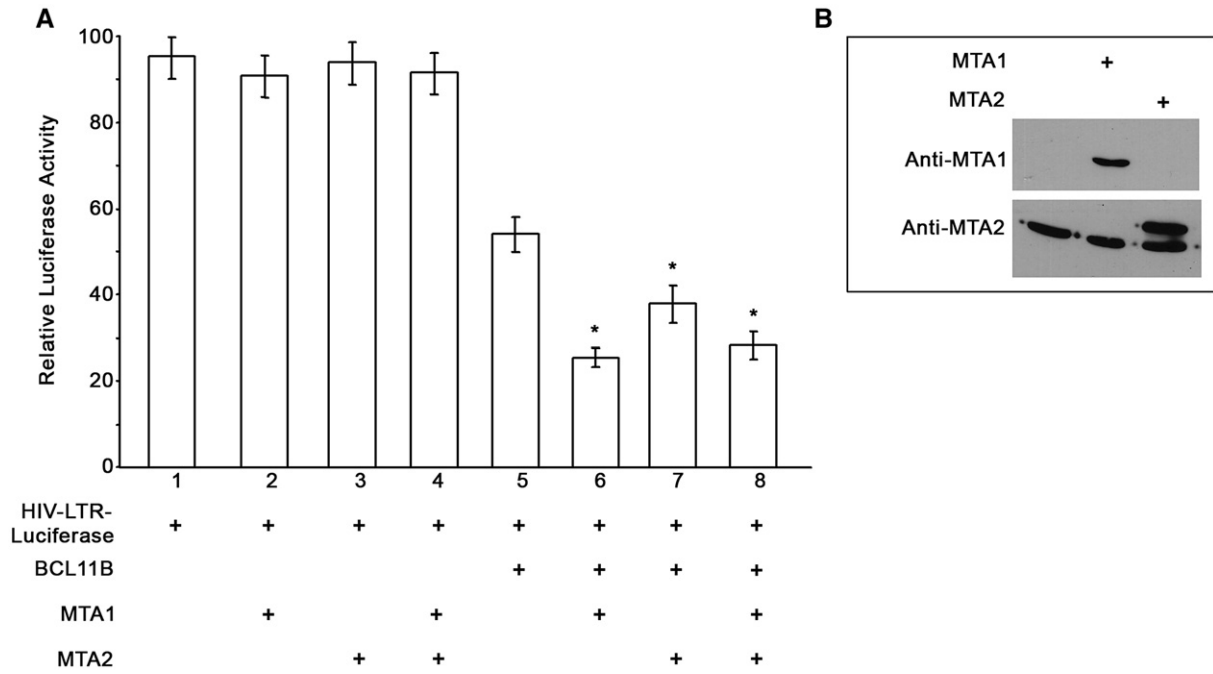 A
Relative Luciferase Activity
100
80
60
40
20
0
*
*
*
1 2 3 4 5 6 7 8
HIV-LTR-
Luciferase + + + + + + + +
BCL11B + + + +
MTA1 + + + +
MTA2 + + + +
B
MTA1 +
MTA2 +
Anti-MTA1
Anti-MTA2